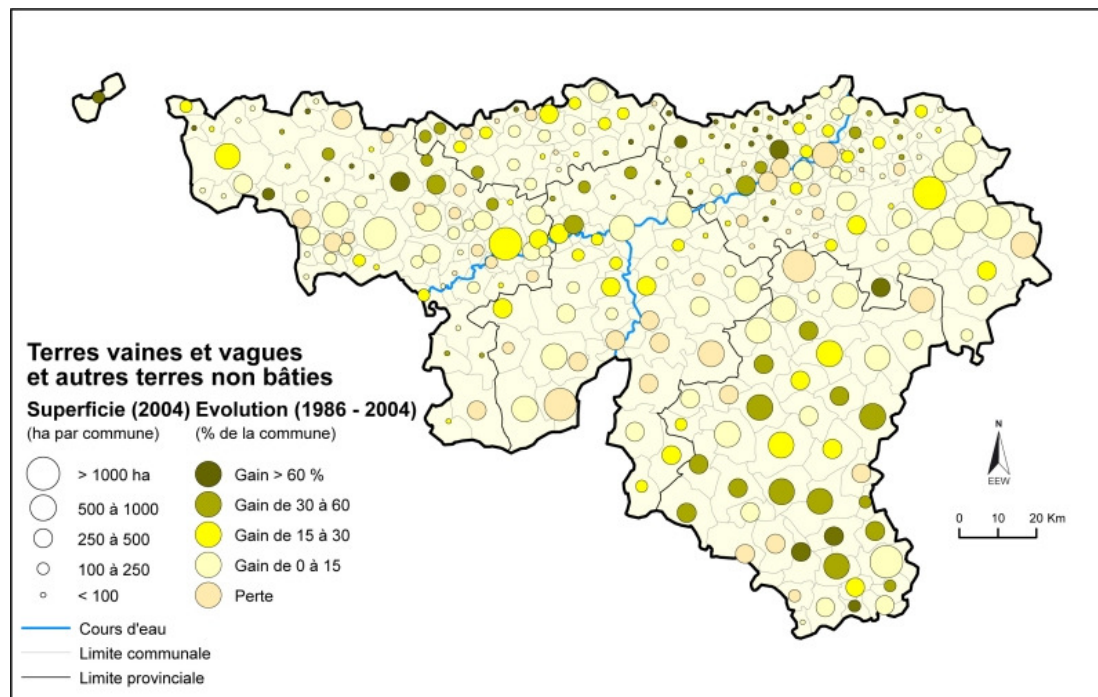 Terres vaines et vagues
et autres terres non bâties
Superficie (2004) Evolution (1986 - 2004)
(ha par commune) (% de la commune)
> 1000 ha Gain > 60 %
500 à 1000 Gain de 30 à 60
250 à 500 Gain de 15 à 30
100 à 250 Gain de 0 à 15
< 100 Perte
Cours d'eau
Limite communale
Limite provinciale
N
EEW
0 10 20 Km